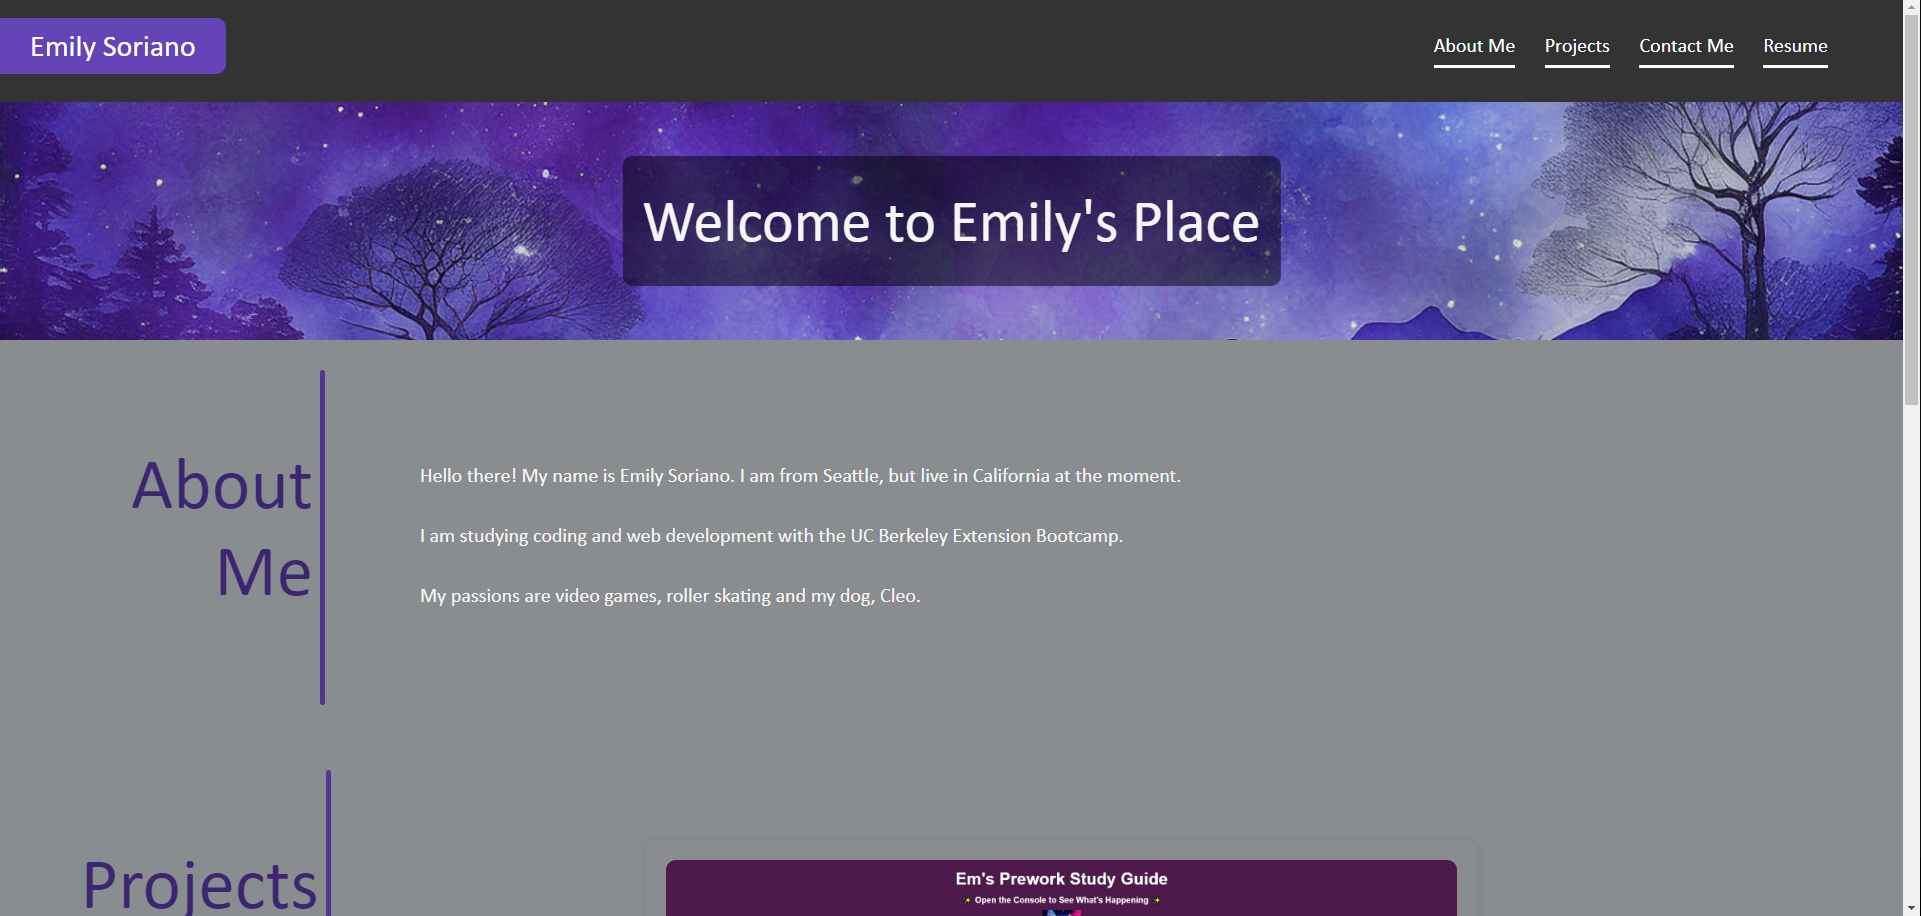 Emily Soriano
About Me Projects Contact Me Resume
Welcome to Emily's Place
About
Me
Hello there! My name is Emily Soriano. I am from Seattle, but live in California at the moment.
I am studying coding and web development with the UC Berkeley Extension Bootcamp.
My passions are video games, roller skating and my dog, Cleo.
Projects
Em's Prework Study Guide
✨ Open the Console to See What's Happening ✨